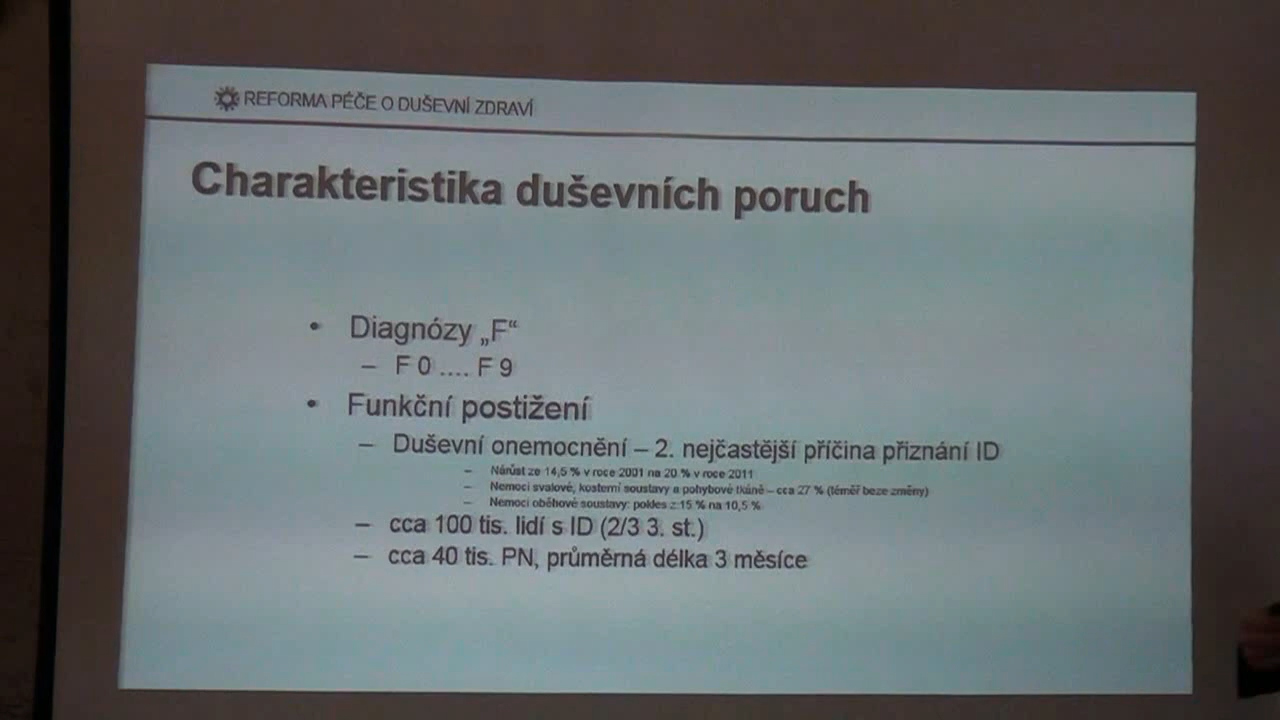 REFORMA PÉČE O DUŠEVNÍ ZDRAVÍ
Charakteristika duševních poruch
• Diagnózy „F“
– F 0 .... F 9
• Funkční postižení
– Duševní onemocnění – 2. nejčastější příčina přiznání ID
– Nárůst ze 14,5 % v roce 2001 na 20 % v roce 2011
– Nemoci svalové, kosterní soustavy a pohybové tkáně – cca 27 % (téměř beze změny)
– Nemoci oběhové soustavy: pokles z 15 % na 10,5 %
– cca 100 tis. lidí s ID (2/3 3. st.)
– cca 40 tis. PN, průměrná délka 3 měsíce